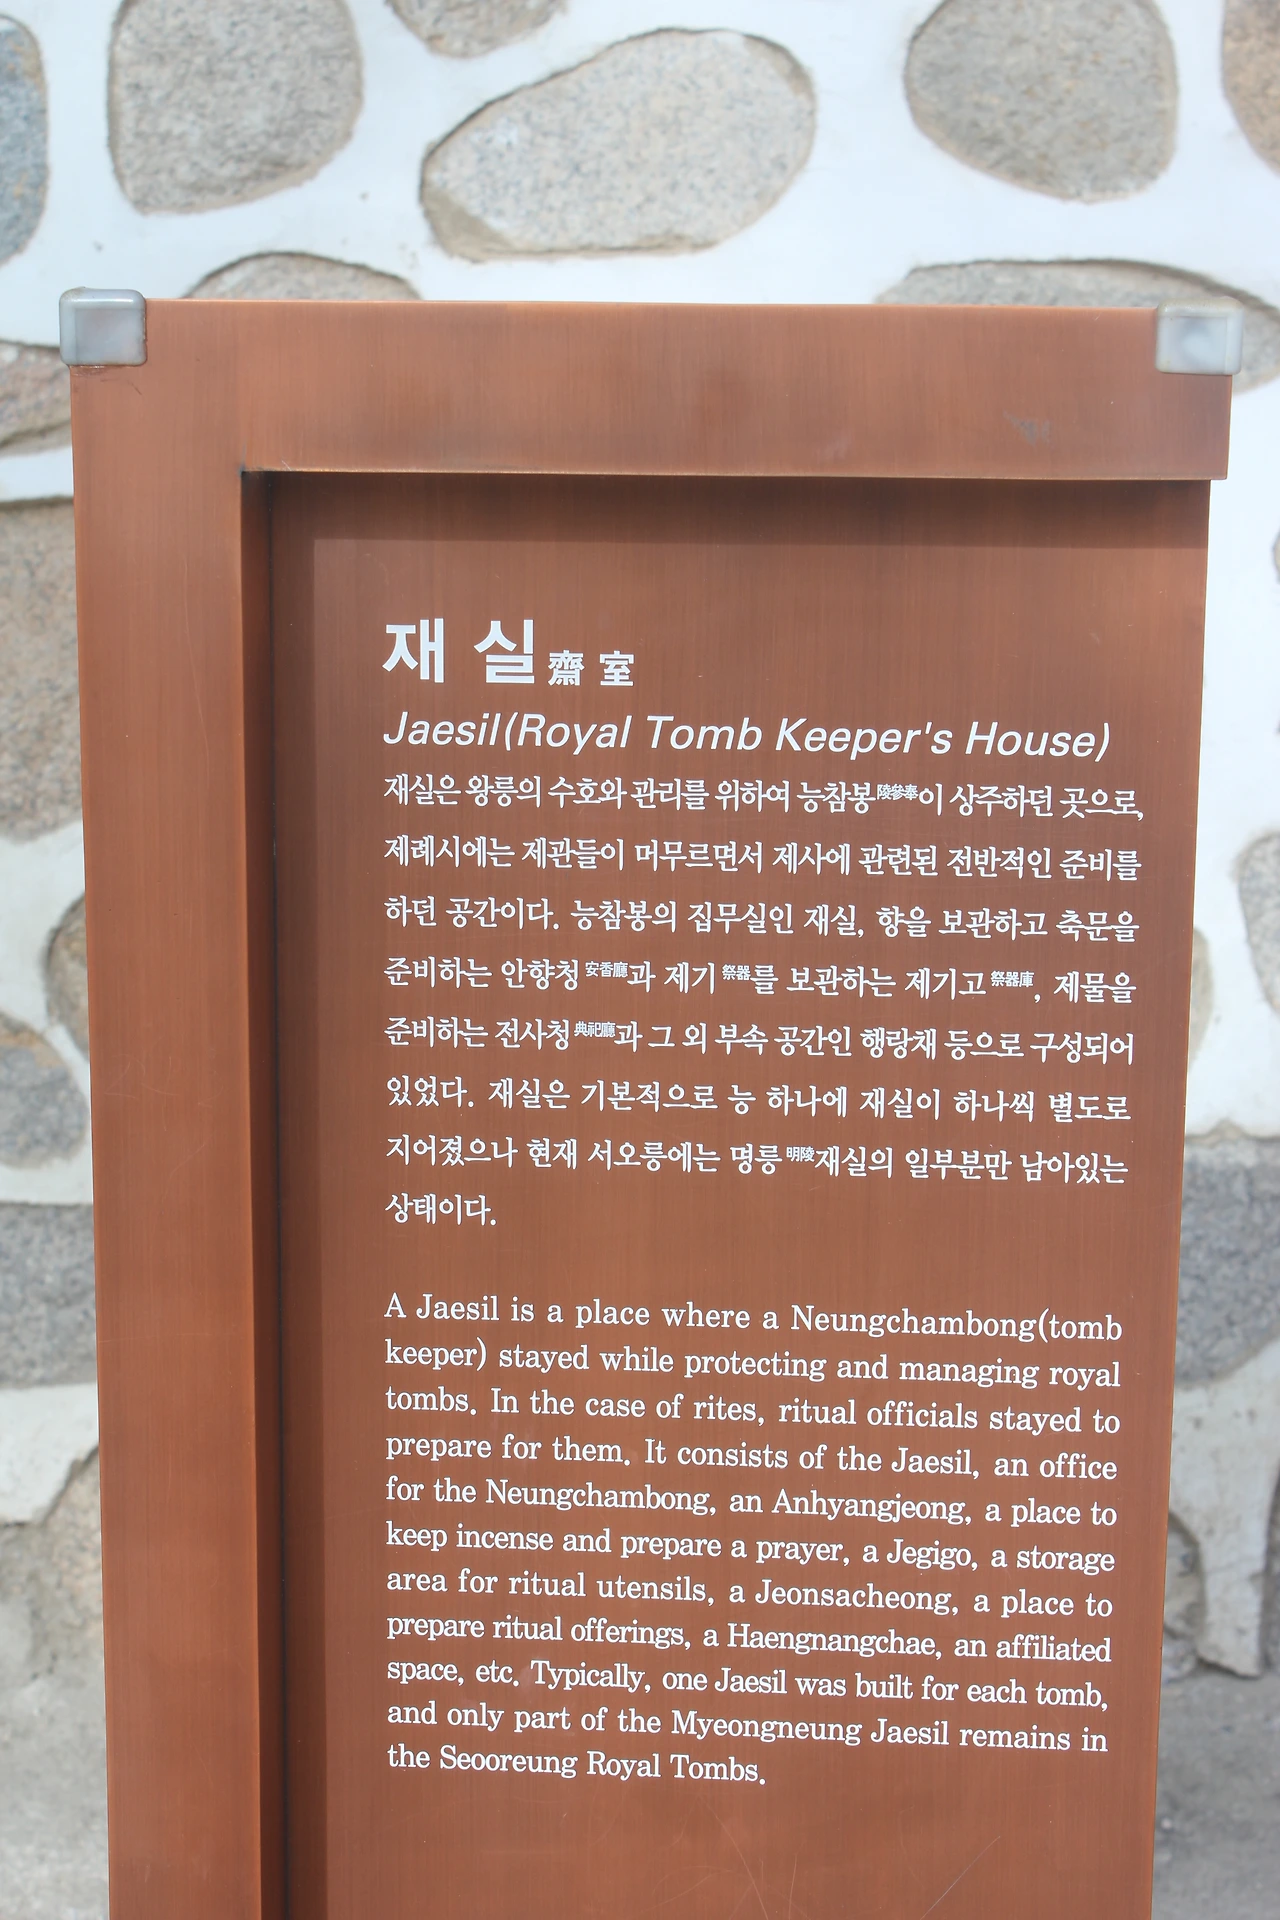 재 실 齋 室
Jaesil(Royal Tomb Keeper's House)
재실은 왕릉의 수호와 관리를 위하여 능참봉陵參奉이 상주하던 곳으로,
제례시에는 제관들이 머무르면서 제사에 관련된 전반적인 준비를
하던 공간이다. 능참봉의 집무실인 재실, 향을 보관하고 축문을
준비하는 안향청安香廳과 제기祭器를 보관하는 제기고祭器庫, 제물을
준비하는 전사청典祀廳과 그 외 부속 공간인 행랑채 등으로 구성되어
있었다. 재실은 기본적으로 능 하나에 재실이 하나씩 별도로
지어졌으나 현재 서오릉에는 명릉明陵재실의 일부분만 남아있는
상태이다.
A Jaesil is a place where a Neungchambong(tomb
keeper) stayed while protecting and managing royal
tombs. In the case of rites, ritual officials stayed to
prepare for them. It consists of the Jaesil, an office
for the Neungchambong, an Anhyangjeong, a place to
keep incense and prepare a prayer, a Jegigo, a storage
area for ritual utensils, a Jeonsacheong, a place to
prepare ritual offerings, a Haengnangchae, an affiliated
space, etc. Typically, one Jaesil was built for each tomb,
and only part of the Myeongneung Jaesil remains in
the Seooreung Royal Tombs.